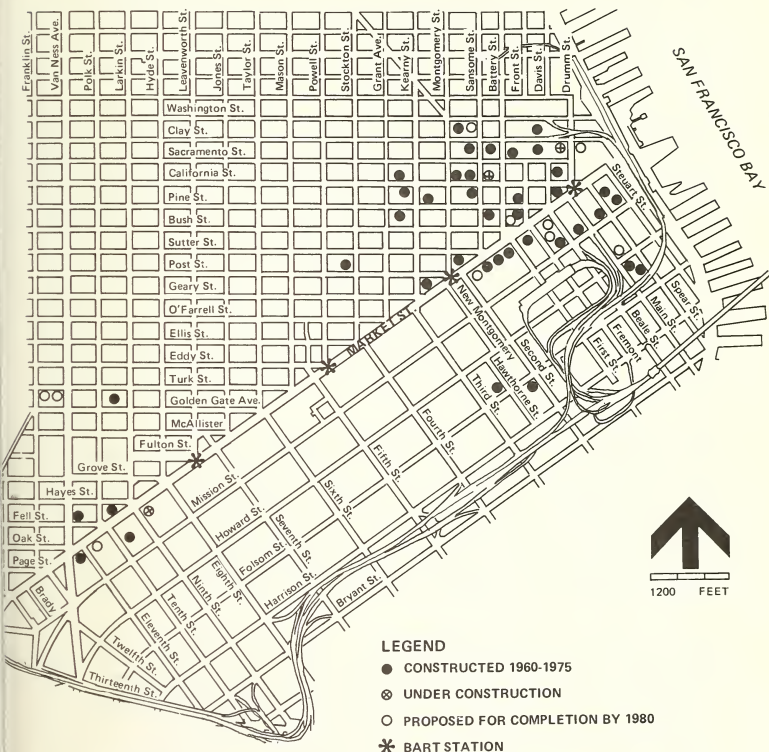 Franklin St.
Van Ness Ave.
Polk St.
Larkin St.
Hyde St.
Leavenworth St.
Jones St.
Taylor St.
Mason St.
Powell St.
Stockton St.
Grant Ave.
Kearny St.
Montgomery St.
Sansome St.
Battery St.
Front St.
Davis St.
Drumm St.
SAN FRANCISCO BAY
Washington St.
Clay St.
Sacramento St.
California St.
Pine St.
Bush St.
Sutter St.
Post St.
Geary St.
O'Farrell St.
Ellis St.
Eddy St.
Turk St.
Golden Gate Ave.
McAllister
Fulton St.
Grove St.
Hayes St.
Fell St.
Oak St.
Page St.
Brady
MARKET ST.
Steuart St.
Spear St.
Main St.
Beale St.
Fremont
First St.
Second St.
New Montgomery
Hawthorne St.
Third St.
Fourth St.
Fifth St.
Sixth St.
Seventh St.
Eighth St.
Ninth St.
Tenth St.
Eleventh St.
Twelfth St.
Thirteenth St.
Mission St.
Howard St.
Folsom St.
Harrison St.
Bryant St.
1200 FEET
LEGEND
CONSTRUCTED 1960-1975
UNDER CONSTRUCTION
PROPOSED FOR COMPLETION BY 1980
BART STATION